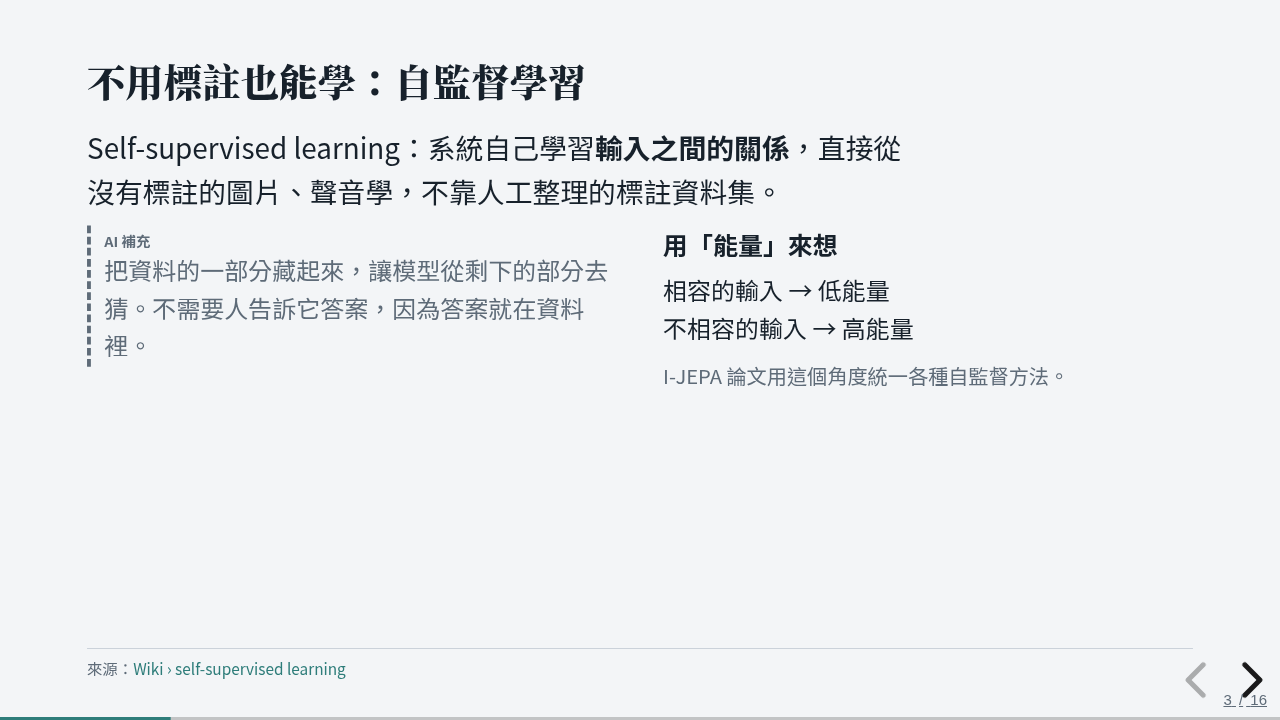 不用標註也能學：自監督學習
Self-supervised learning：系統自己學習輸入之間的關係，直接從
沒有標註的圖片、聲音學，不靠人工整理的標註資料集。
AI 補充
把資料的一部分藏起來，讓模型從剩下的部分去
猜。不需要人告訴它答案，因為答案就在資料
裡。
用「能量」來想
相容的輸入 → 低能量
不相容的輸入 → 高能量
I-JEPA 論文用這個角度統一各種自監督方法。
來源：Wiki › self-supervised learning
3 / 16